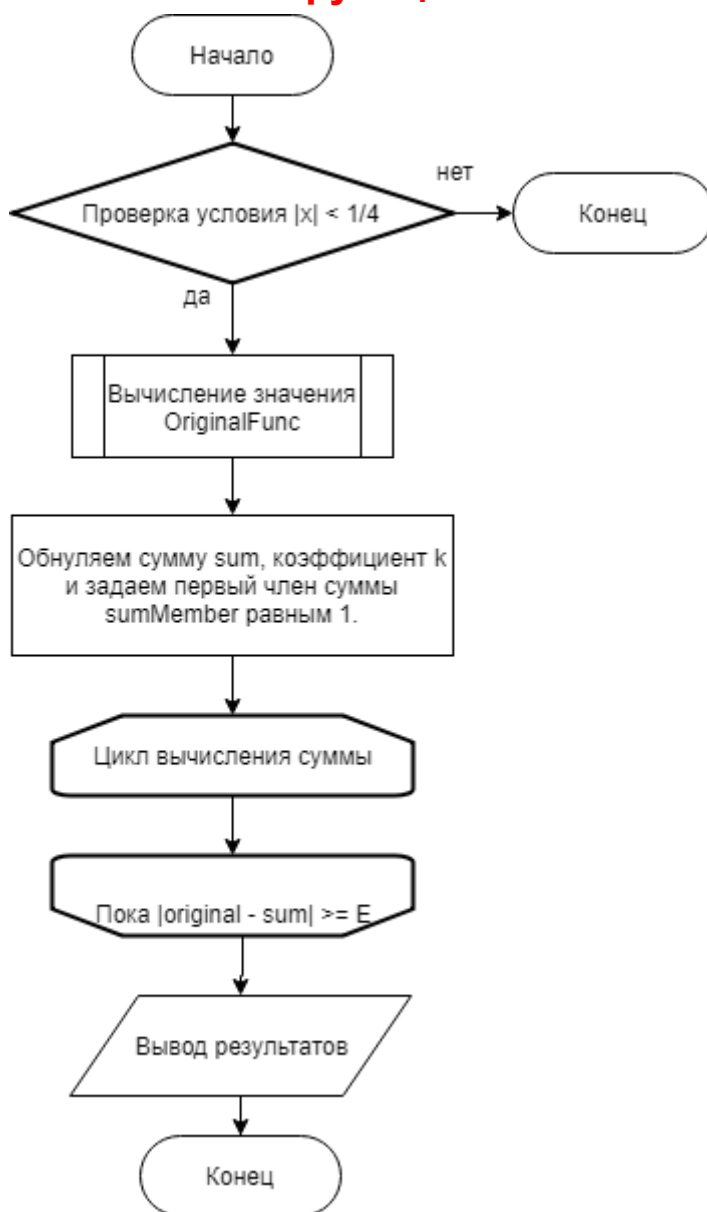 Начало
Проверка условия |x| < 1/4
нет
Конец
да
Вычисление значения
OriginalFunc
Обнуляем сумму sum, коэффициент k
и задаем первый член суммы
sumMember равным 1.
Цикл вычисления суммы
Пока |original - sum| >= E
Вывод результатов
Конец